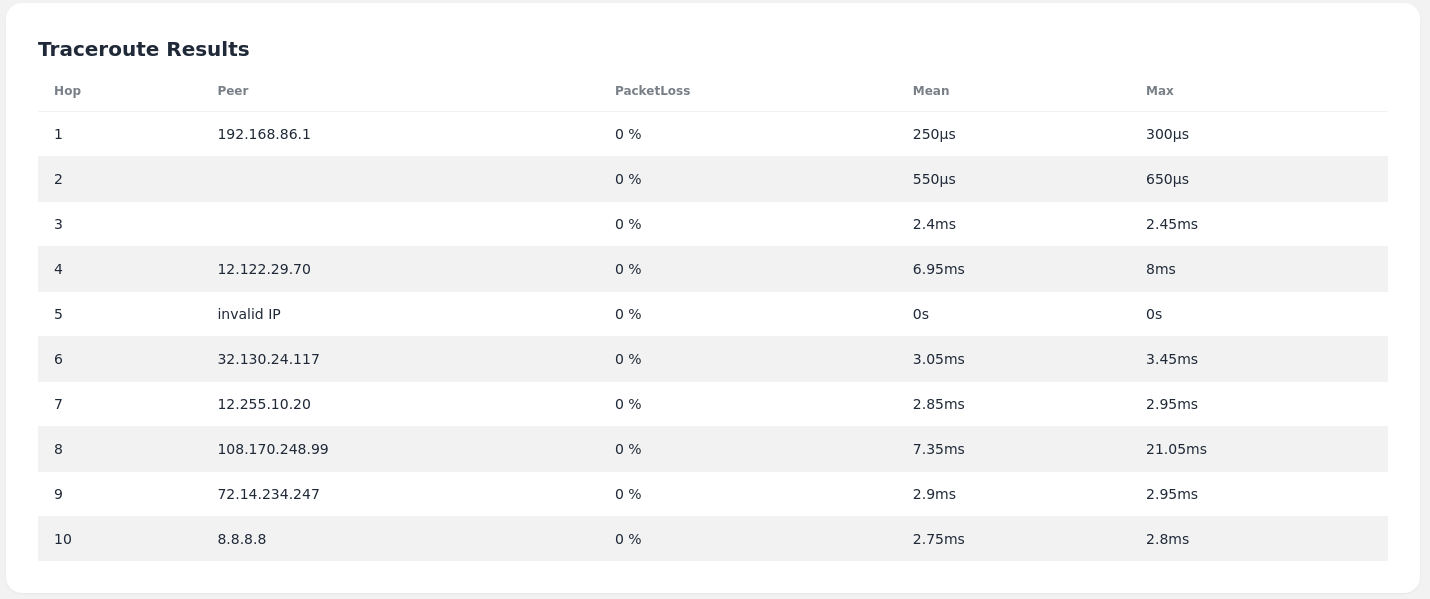 Traceroute Results
Hop Peer PacketLoss Mean Max
1 192.168.86.1 0 % 250µs 300µs
2 0 % 550µs 650µs
3 0 % 2.4ms 2.45ms
4 12.122.29.70 0 % 6.95ms 8ms
5 invalid IP 0 % 0s 0s
6 32.130.24.117 0 % 3.05ms 3.45ms
7 12.255.10.20 0 % 2.85ms 2.95ms
8 108.170.248.99 0 % 7.35ms 21.05ms
9 72.14.234.247 0 % 2.9ms 2.95ms
10 8.8.8.8 0 % 2.75ms 2.8ms